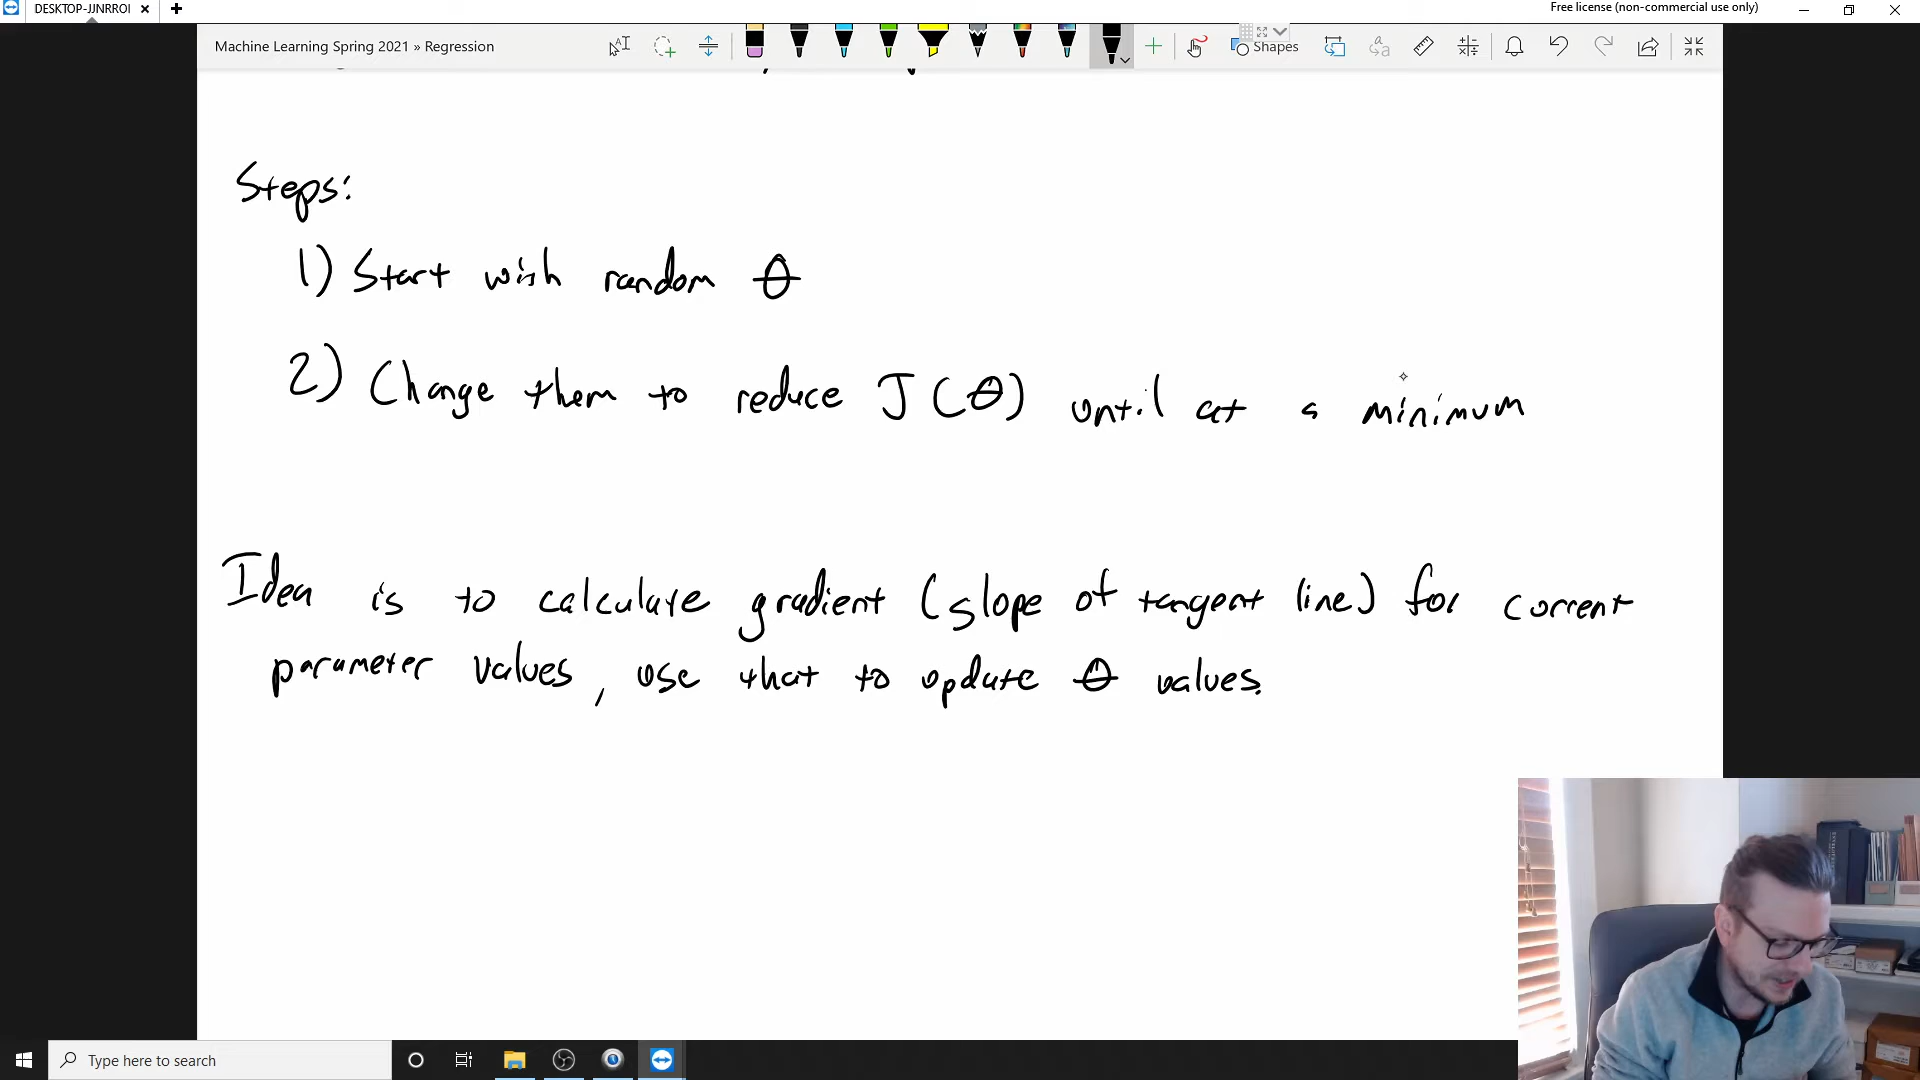 DESKTOP-JJNRROI
Free license (non-commercial use only)
Machine Learning Spring 2021 » Regression
Shapes
Steps:
1) Start with random θ
2) Change them to reduce J(θ) until at a minimum
Idea is to calculate gradient (slope of tangent line) for current
parameter values, use that to update θ values.
Type here to search